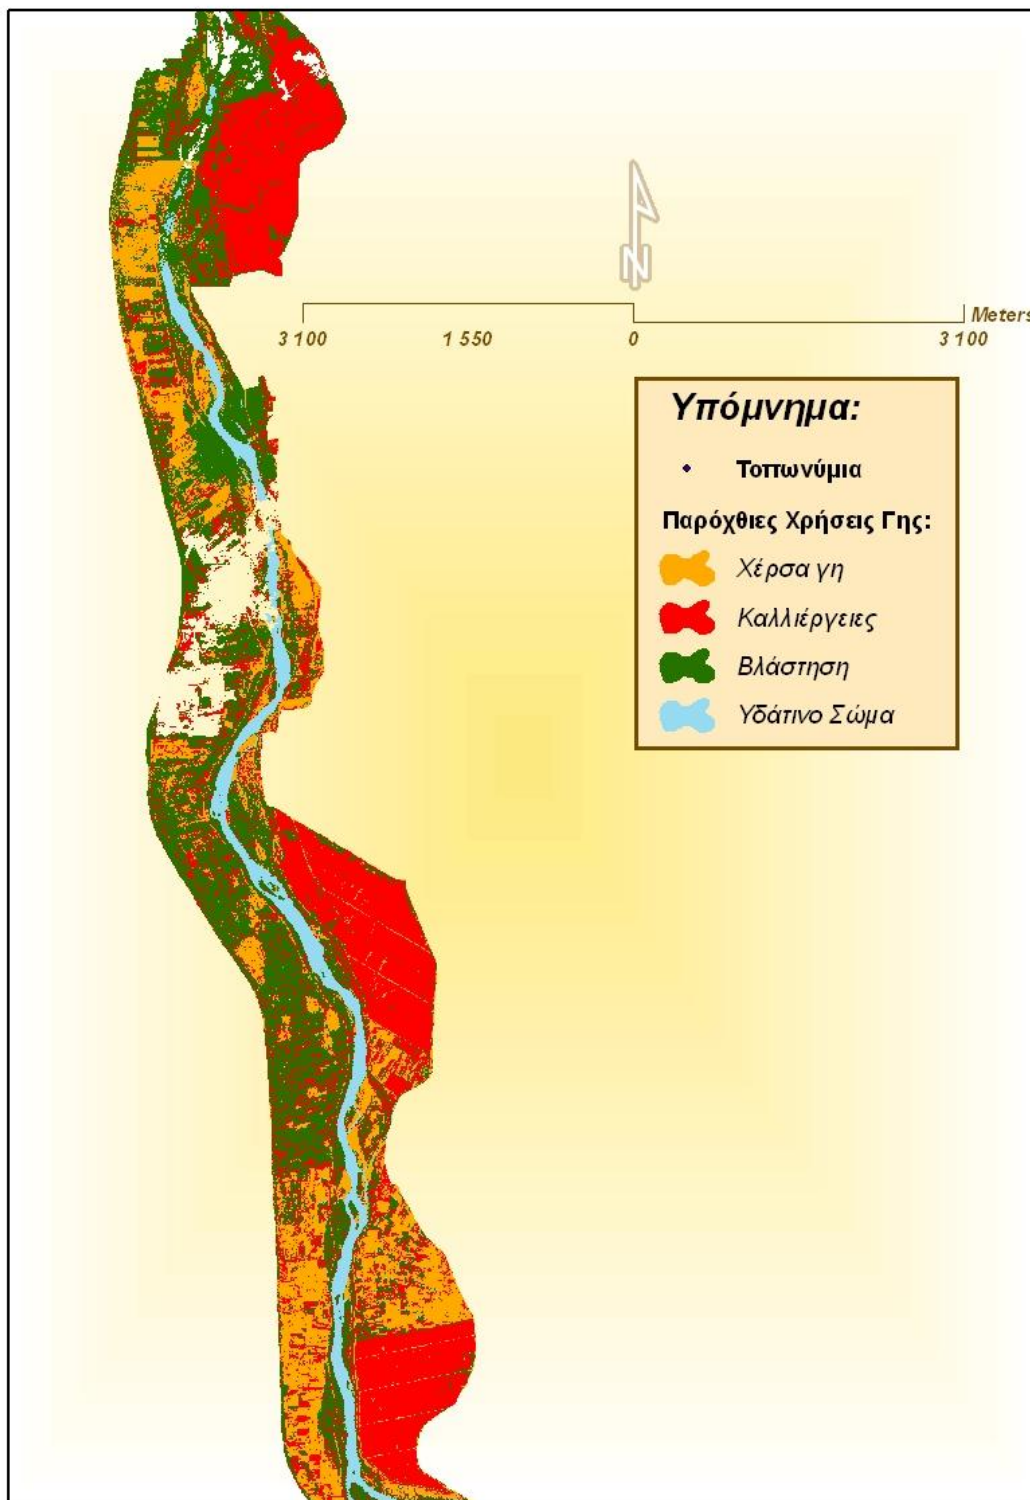 N
Meters
3 100 1 550 0 3 100
Υπόμνημα:
Τοπωνύμια
Παρόχθιες Χρήσεις Γης:
Χέρσα γη
Καλλιέργειες
Βλάστηση
Υδάτινο Σώμα